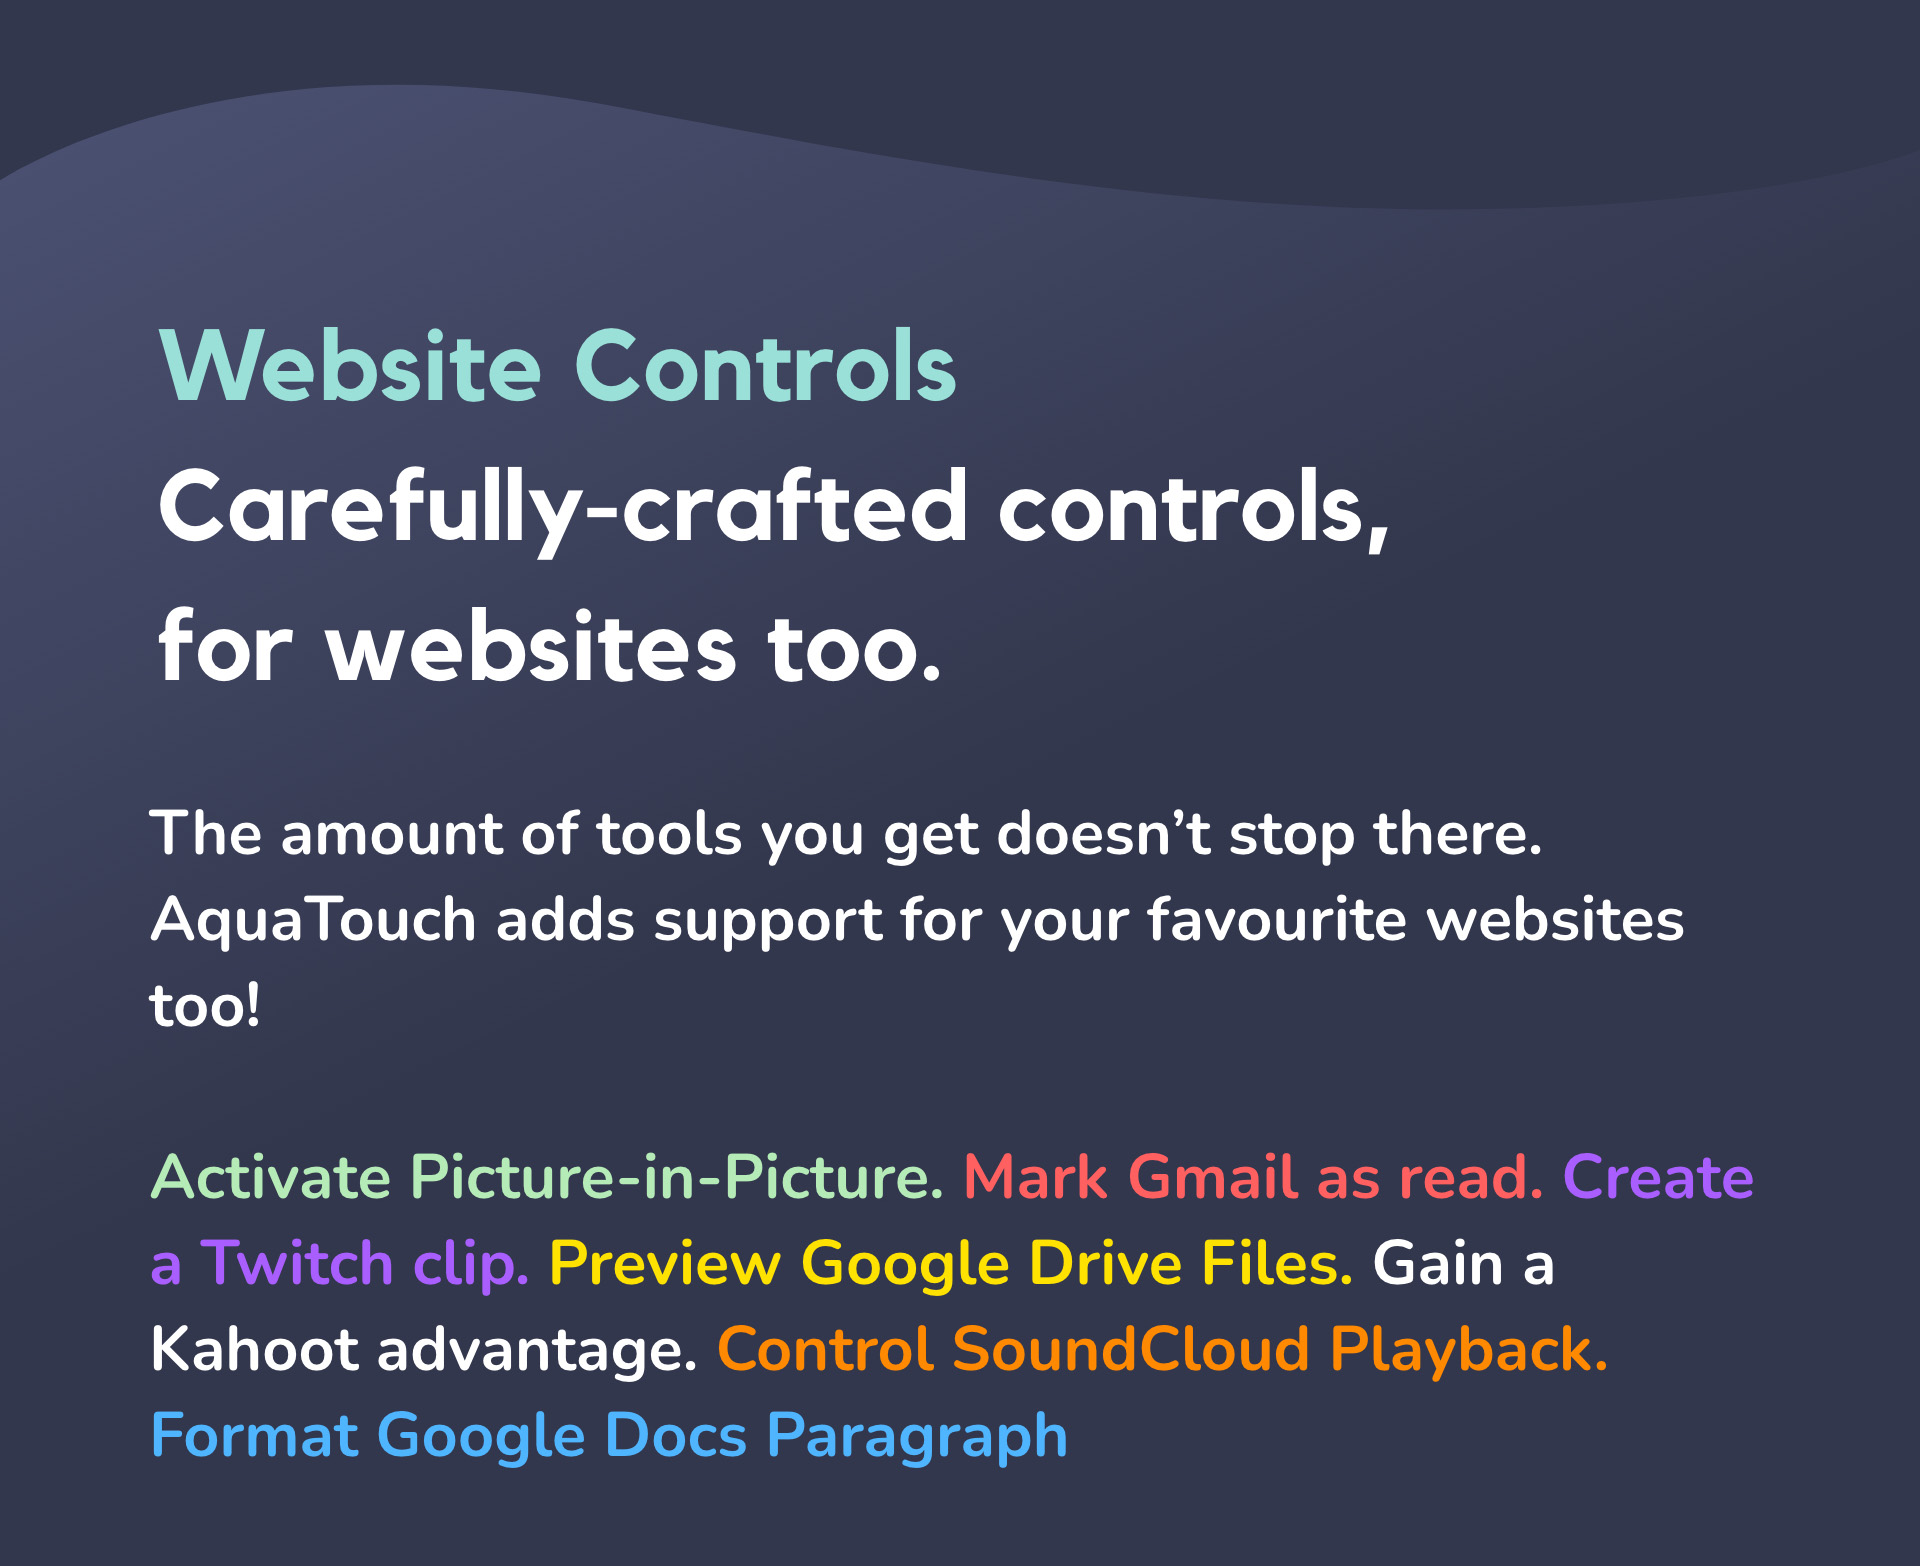 Website Controls
Carefully-crafted controls,
for websites too.
The amount of tools you get doesn’t stop there.
AquaTouch adds support for your favourite websites
too!
Activate Picture-in-Picture. Mark Gmail as read. Create
a Twitch clip. Preview Google Drive Files. Gain a
Kahoot advantage. Control SoundCloud Playback.
Format Google Docs Paragraph